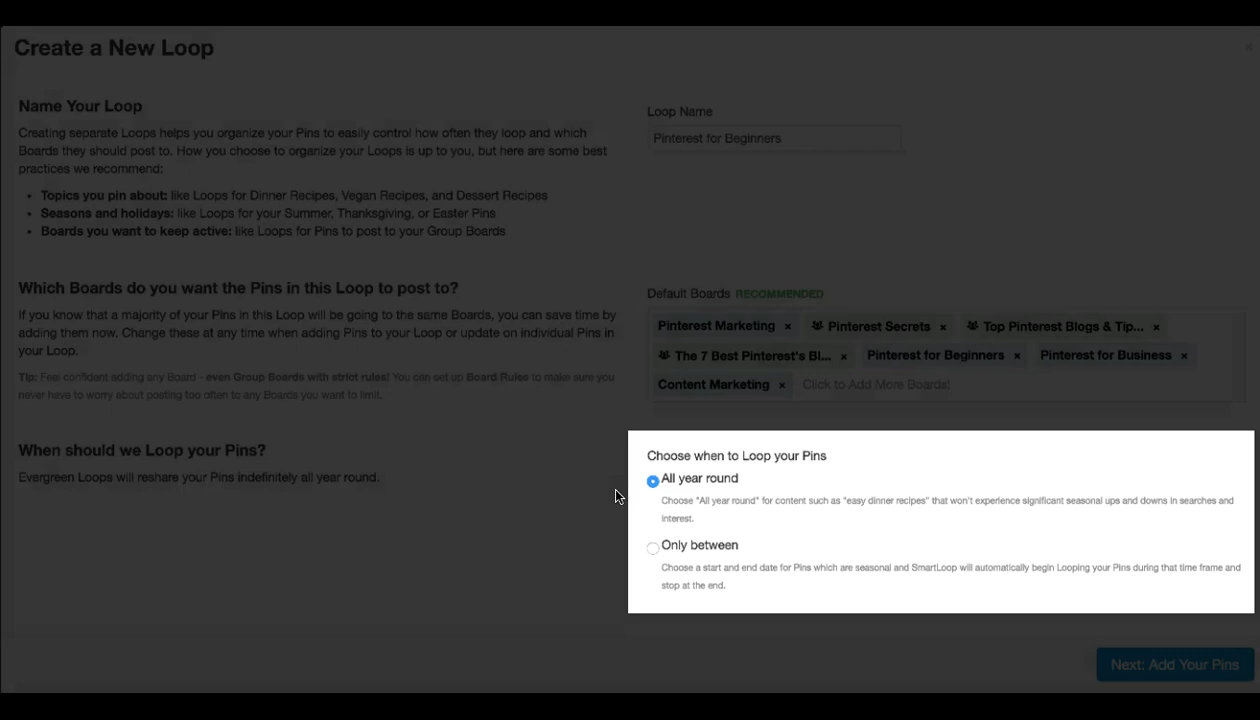 Create a New Loop
Name Your Loop
Creating separate Loops helps you organize your Pins to easily control how often they loop and which
Boards they should post to. How you choose to organize your Loops is up to you, but here are some best
practices we recommend:
• Topics you pin about: like Loops for Dinner Recipes, Vegan Recipes, and Dessert Recipes
• Seasons and holidays: like Loops for your Summer, Thanksgiving, or Easter Pins
• Boards you want to keep active: like Loops for Pins to post to your Group Boards
Loop Name
Pinterest for Beginners
Which Boards do you want the Pins in this Loop to post to?
If you know that a majority of your Pins in this Loop will be going to the same Boards, you can save time by
adding them now. Change these at any time when adding Pins to your Loop or update on individual Pins in
your Loop.
Tip: Feel confident adding any Board - even Group Boards with strict rules! You can set up Board Rules to make sure you
never have to worry about posting too often to any Boards you want to limit.
Default Boards RECOMMENDED
Pinterest Marketing × Pinterest Secrets × Top Pinterest Blogs & Tip... ×
The 7 Best Pinterest's Bl... × Pinterest for Beginners × Pinterest for Business ×
Content Marketing × Click to Add More Boards!
When should we Loop your Pins?
Evergreen Loops will reshare your Pins indefinitely all year round.
Choose when to Loop your Pins
All year round
Choose "All year round" for content such as "easy dinner recipes" that won't experience significant seasonal ups and downs in searches and
interest.
Only between
Choose a start and end date for Pins which are seasonal and SmartLoop will automatically begin Looping your Pins during that time frame and
stop at the end.
Next: Add Your Pins